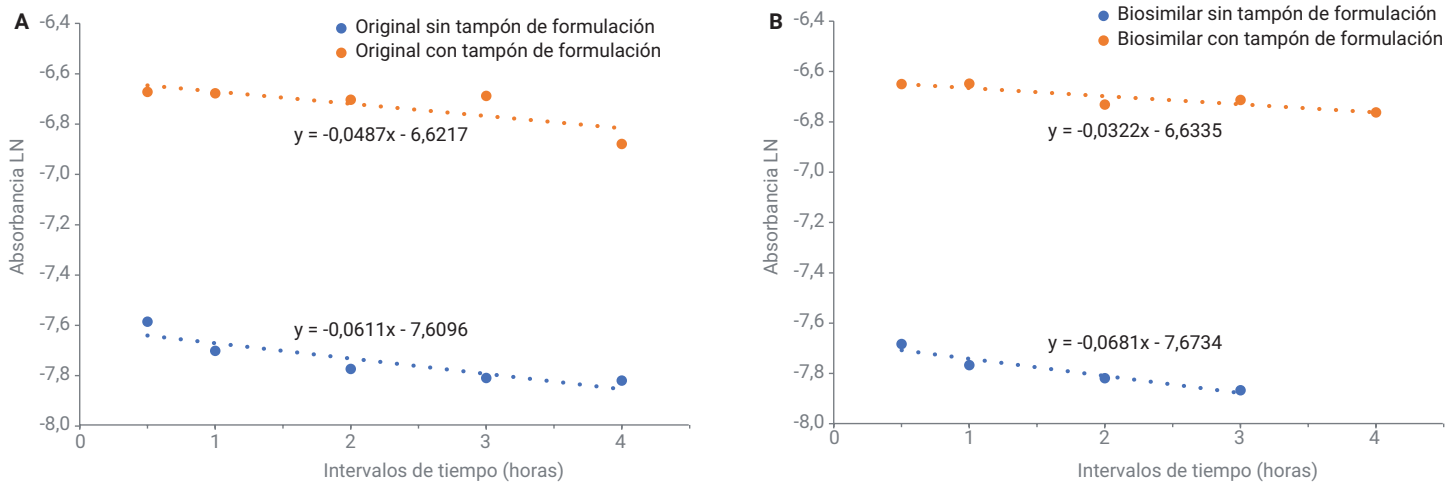 A
Original sin tampón de formulación
Original con tampón de formulación
Absorbancia LN
-6,4
-6,6
-6,8
-7,0
-7,2
-7,4
-7,6
-7,8
-8,0
y = -0,0487x - 6,6217
y = -0,0611x - 7,6096
0 1 2 3 4
Intervalos de tiempo (horas)
B
Biosimilar sin tampón de formulación
Biosimilar con tampón de formulación
Absorbancia LN
-6,4
-6,6
-6,8
-7,0
-7,2
-7,4
-7,6
-7,8
-8,0
y = -0,0322x - 6,6335
y = -0,0681x - 7,6734
0 1 2 3 4
Intervalos de tiempo (horas)